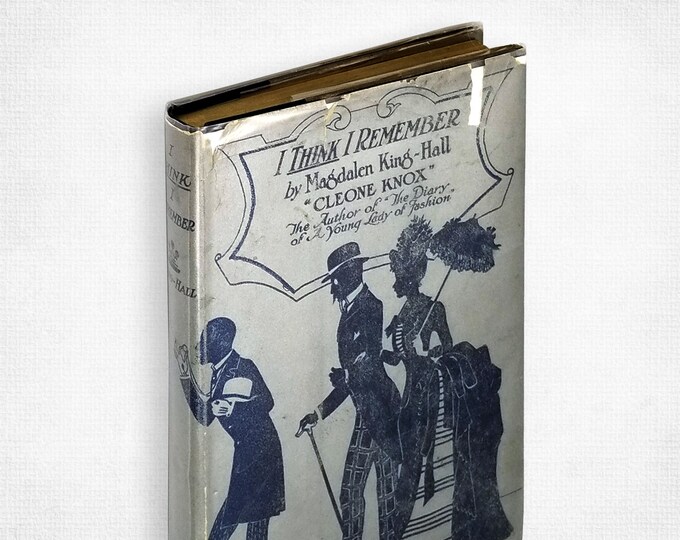 I THINK I REMEMBER
by Magdalen King-Hall
"CLEONE KNOX"
The Author of "The Diary
of A Young Lady of Fashion"
I
THINK
I
REMEMBER
HALL